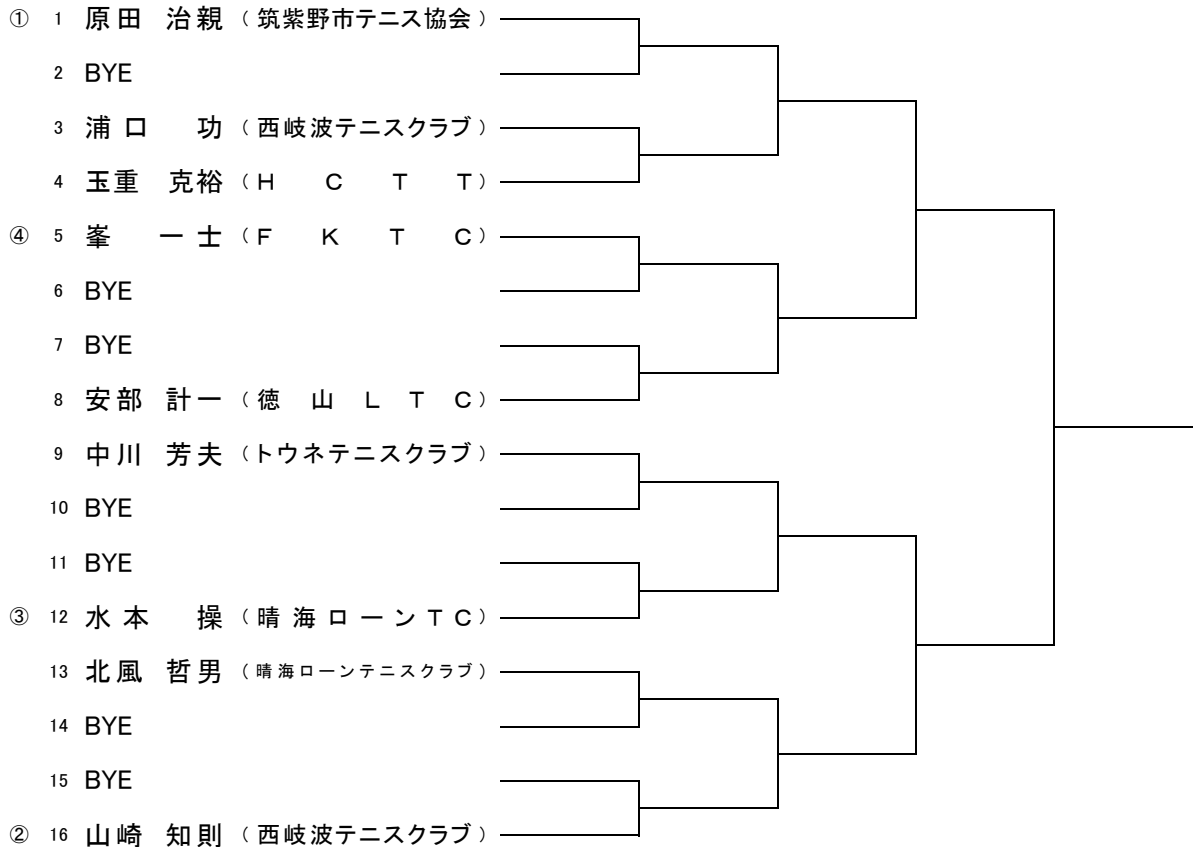 ① 1 原田 治親 (筑紫野市テニス協会)
2 BYE
3 浦口 功 (西岐波テニスクラブ)
4 玉重 克裕 (HCTT)
④ 5 峯 一士 (FKTC)
6 BYE
7 BYE
8 安部 計一 (徳山LTC)
9 中川 芳夫 (トウネテニスクラブ)
10 BYE
11 BYE
③ 12 水本 操 (晴海ローンTC)
13 北風 哲男 (晴海ローンテニスクラブ)
14 BYE
15 BYE
② 16 山崎 知則 (西岐波テニスクラブ)